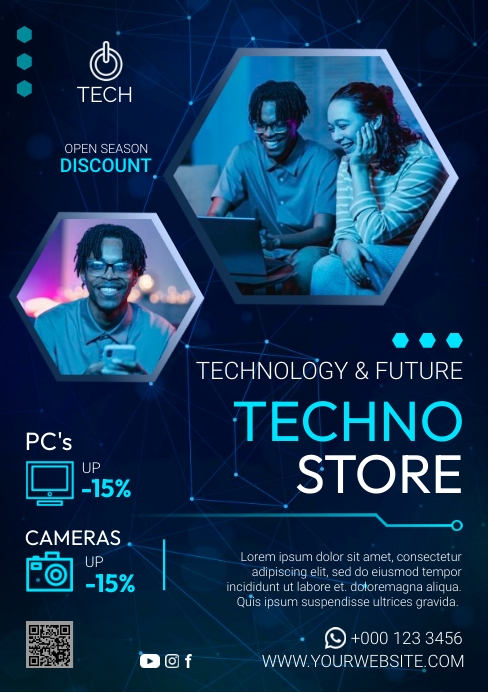 TECH
OPEN SEASON
DISCOUNT
TECHNOLOGY & FUTURE
TECHNO
STORE
PC's
UP
-15%
CAMERAS
UP
-15%
Lorem ipsum dolor sit amet, consectetur
adipiscing elit, sed do eiusmod tempor
incididunt ut labore et. doloremagna aliqua.
Quis ipsum suspendisse ultrices gravida.
+000 123 3456
WWW.YOURWEBSITE.COM